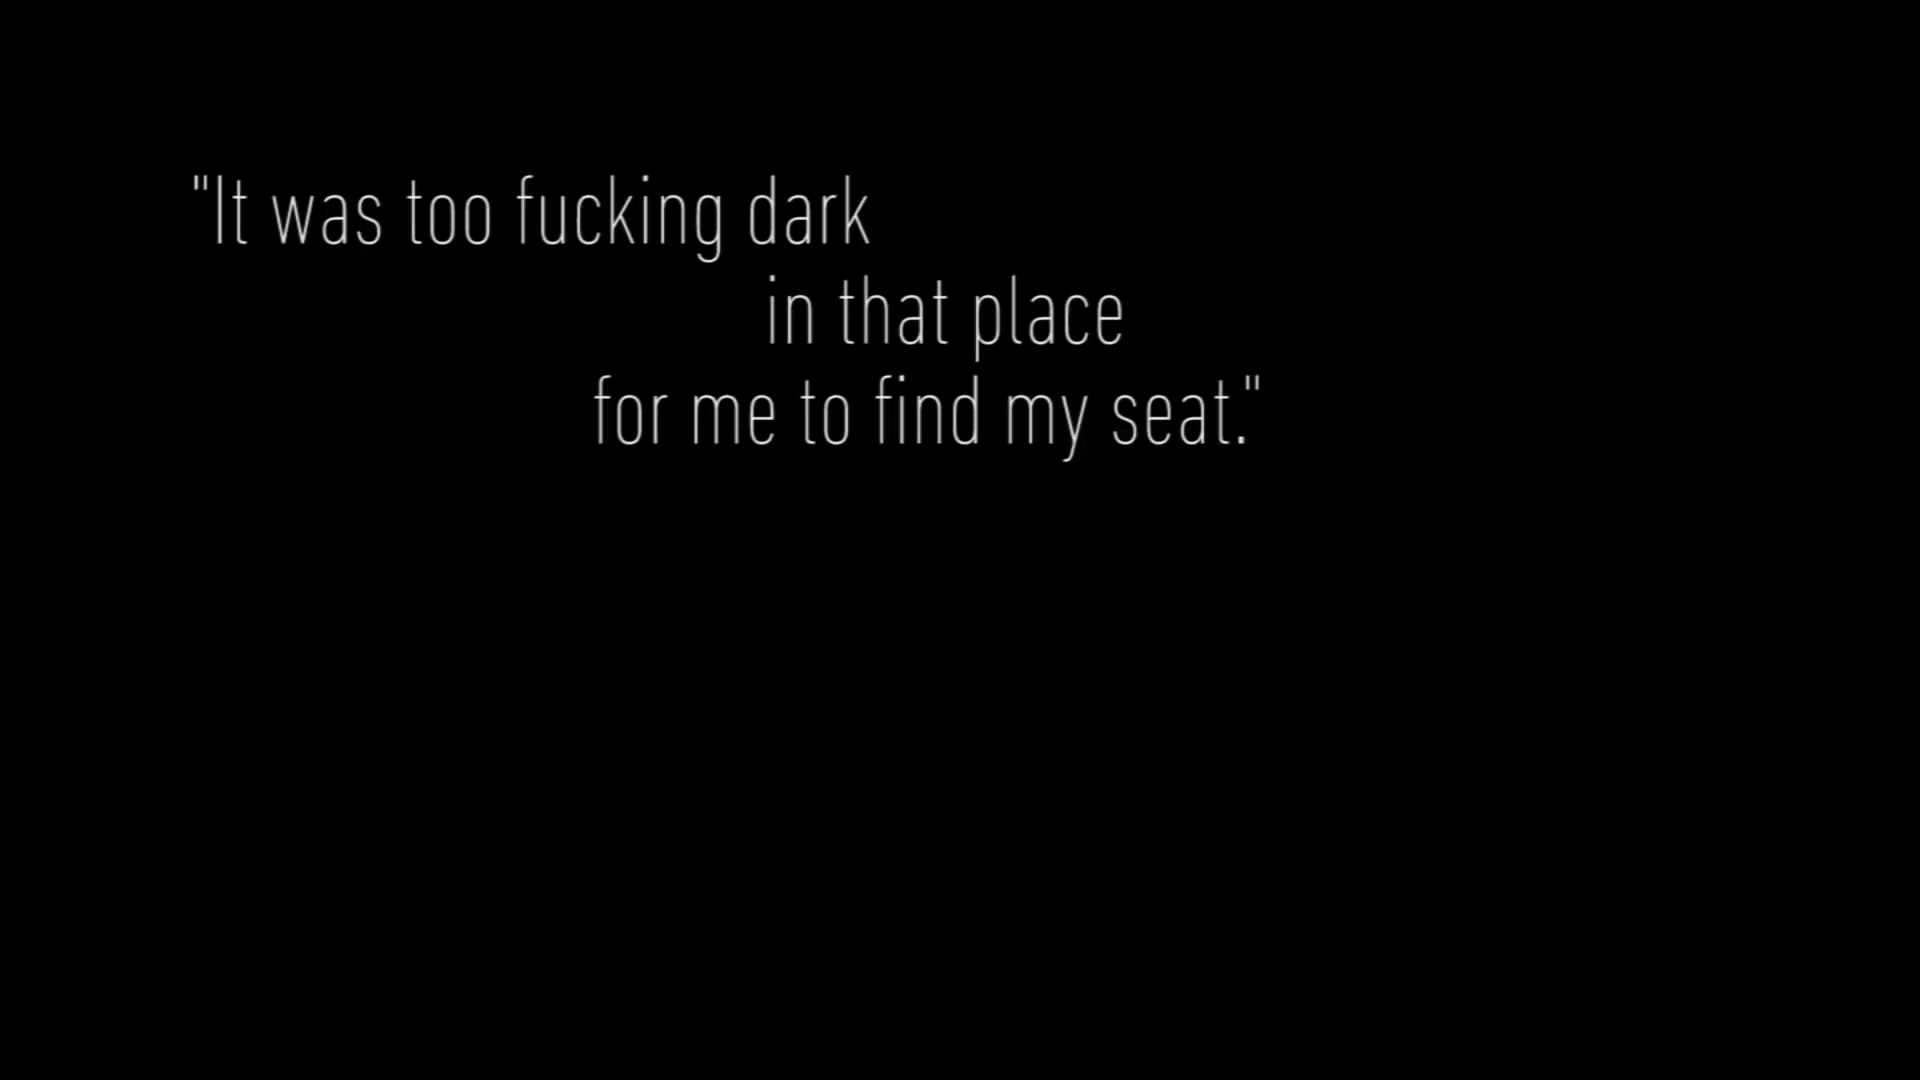 "It was too fucking dark
in that place
for me to find my seat."